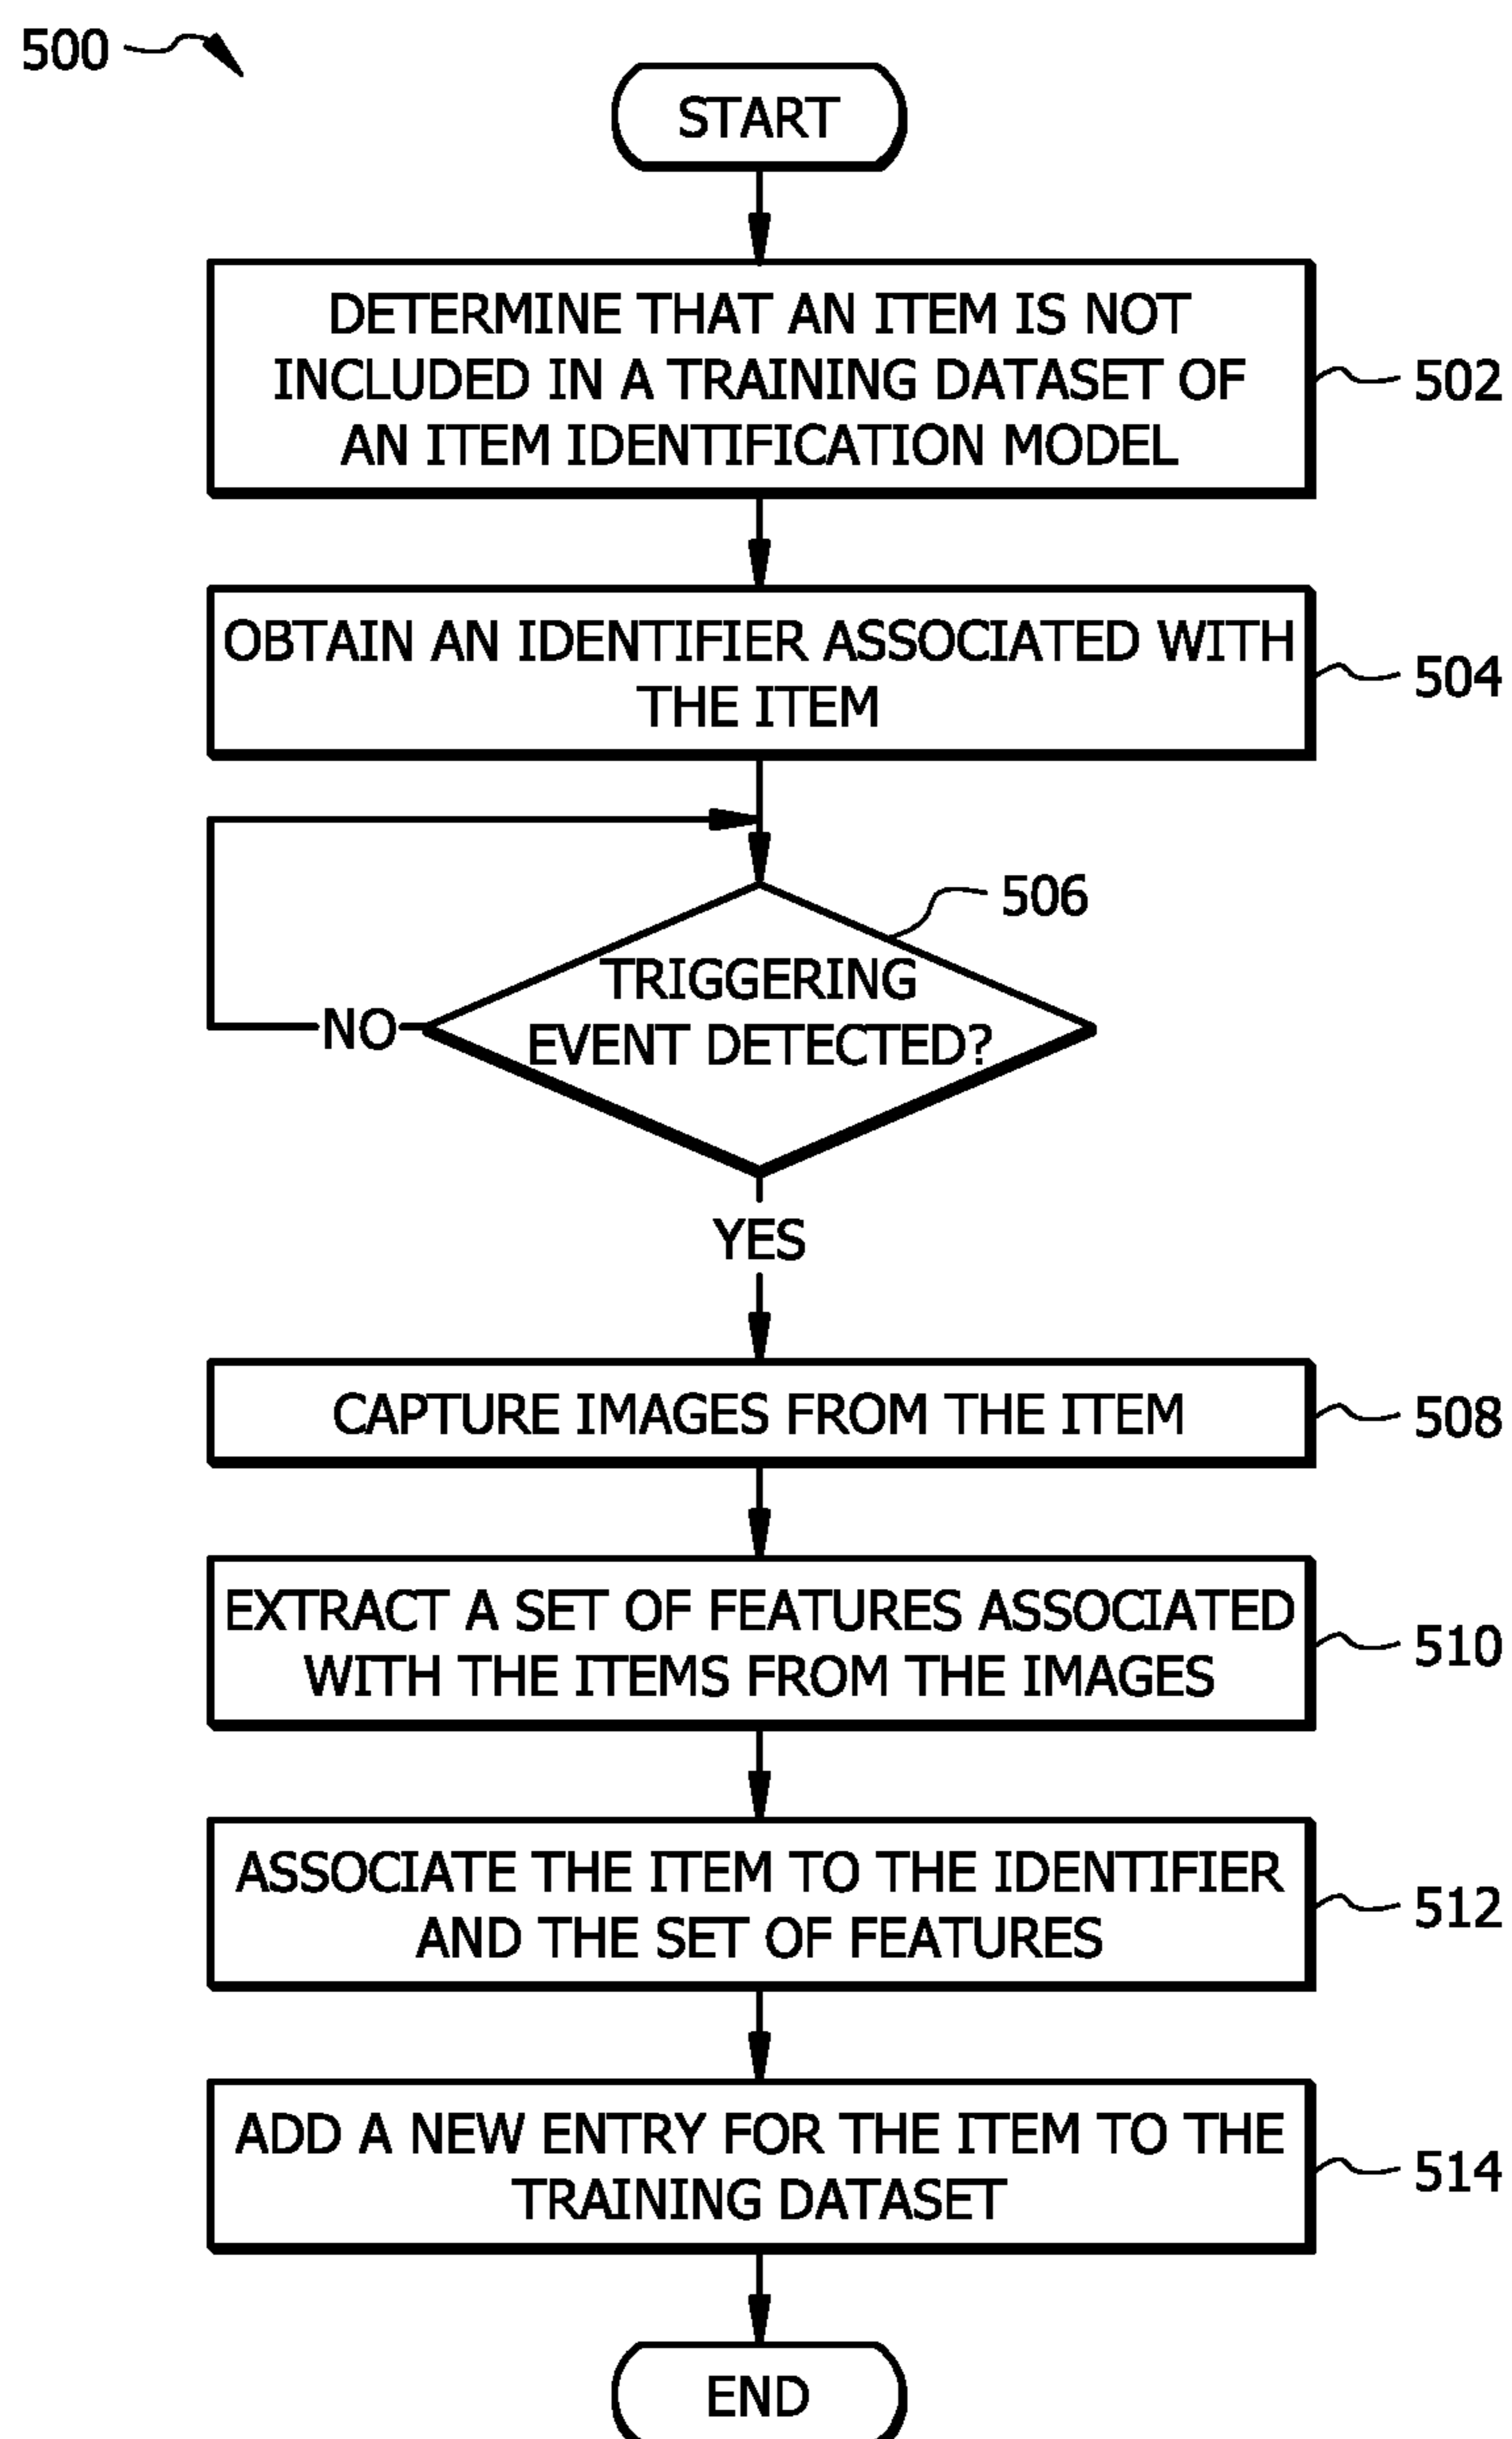 500
START
DETERMINE THAT AN ITEM IS NOT
INCLUDED IN A TRAINING DATASET OF
AN ITEM IDENTIFICATION MODEL
502
OBTAIN AN IDENTIFIER ASSOCIATED WITH
THE ITEM
504
506
TRIGGERING
EVENT DETECTED?
NO
YES
CAPTURE IMAGES FROM THE ITEM
508
EXTRACT A SET OF FEATURES ASSOCIATED
WITH THE ITEMS FROM THE IMAGES
510
ASSOCIATE THE ITEM TO THE IDENTIFIER
AND THE SET OF FEATURES
512
ADD A NEW ENTRY FOR THE ITEM TO THE
TRAINING DATASET
514
END